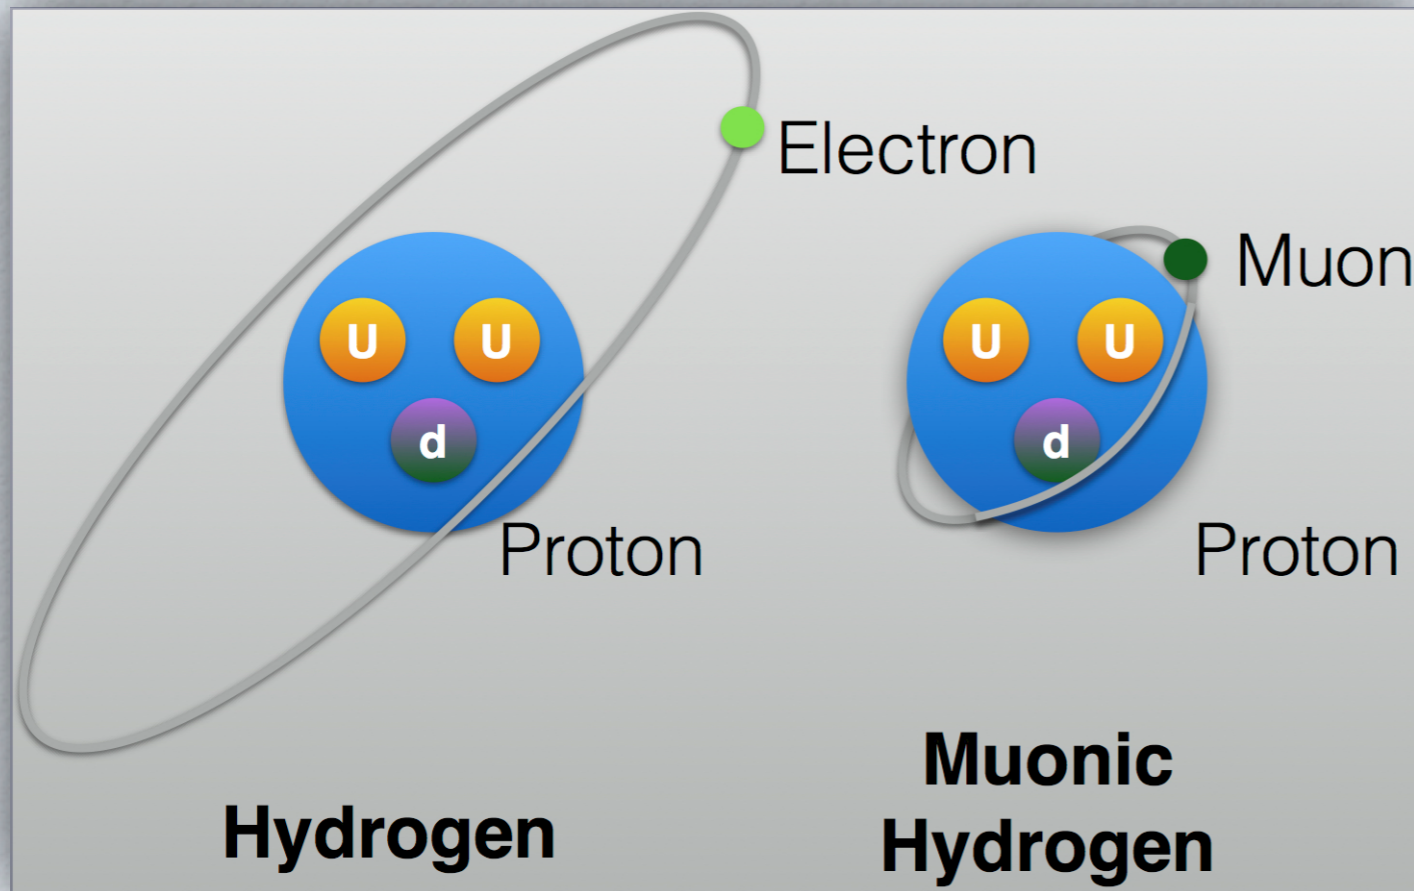 Electron
Muon
U U
d
Proton
U U
d
Proton
Hydrogen
Muonic
Hydrogen